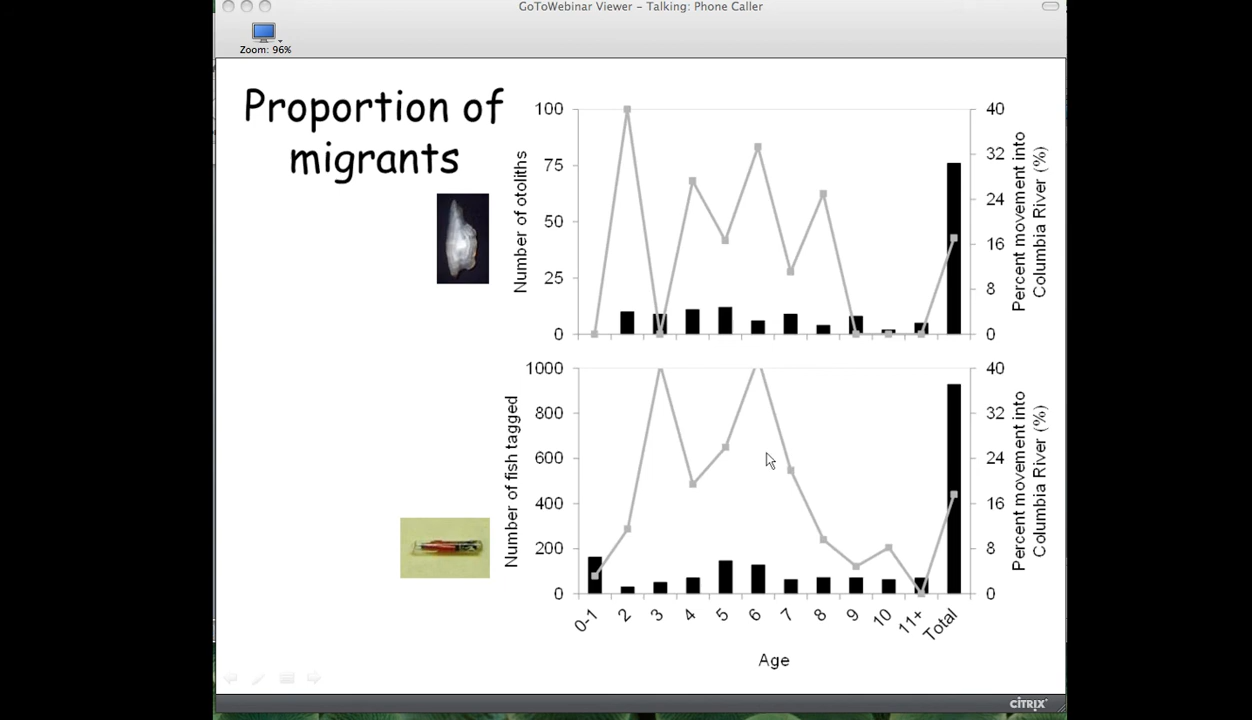 GoToWebinar Viewer – Talking: Phone Caller
Zoom: 96%
Proportion of
migrants
100
75
50
25
0
Number of otoliths
40
32
24
16
8
0
Percent movement into
Columbia River (%)
1000
800
600
400
200
0
Number of fish tagged
40
32
24
16
8
0
Percent movement into
Columbia River (%)
0-1
2
3
4
5
6
7
8
9
10
11+
Total
Age
CITRIX